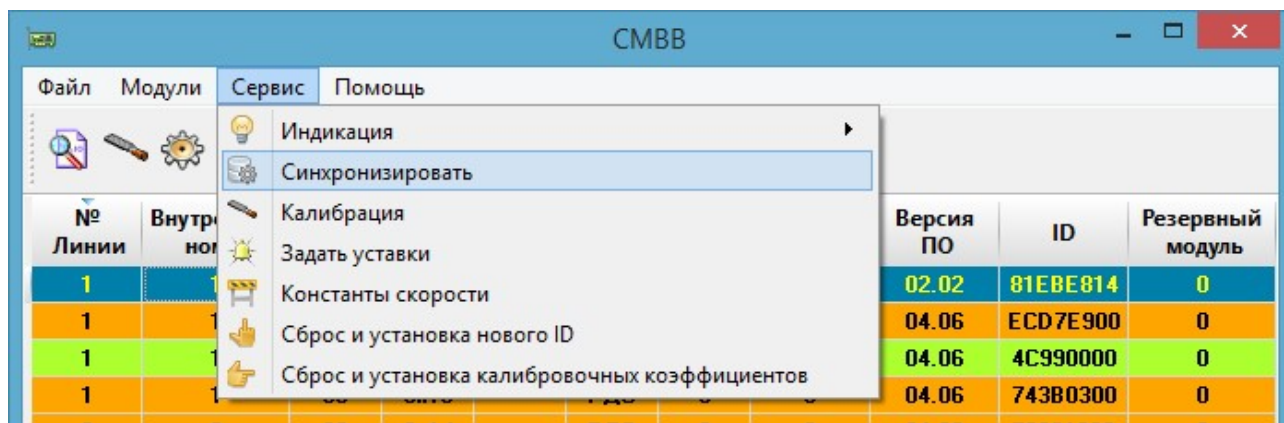 CMBB
Файл Модули Сервис Помощь
Индикация
Синхронизировать
Калибрация
Задать уставки
Константы скорости
Сброс и установка нового ID
Сброс и установка калибровочных коэффициентов
№ Линии
Версия ПО
ID
Резервный модуль
1 02.02 81EBE814 0
1 04.06 ECD7E900 0
1 04.06 4C990000 0
1 04.06 743B0300 0